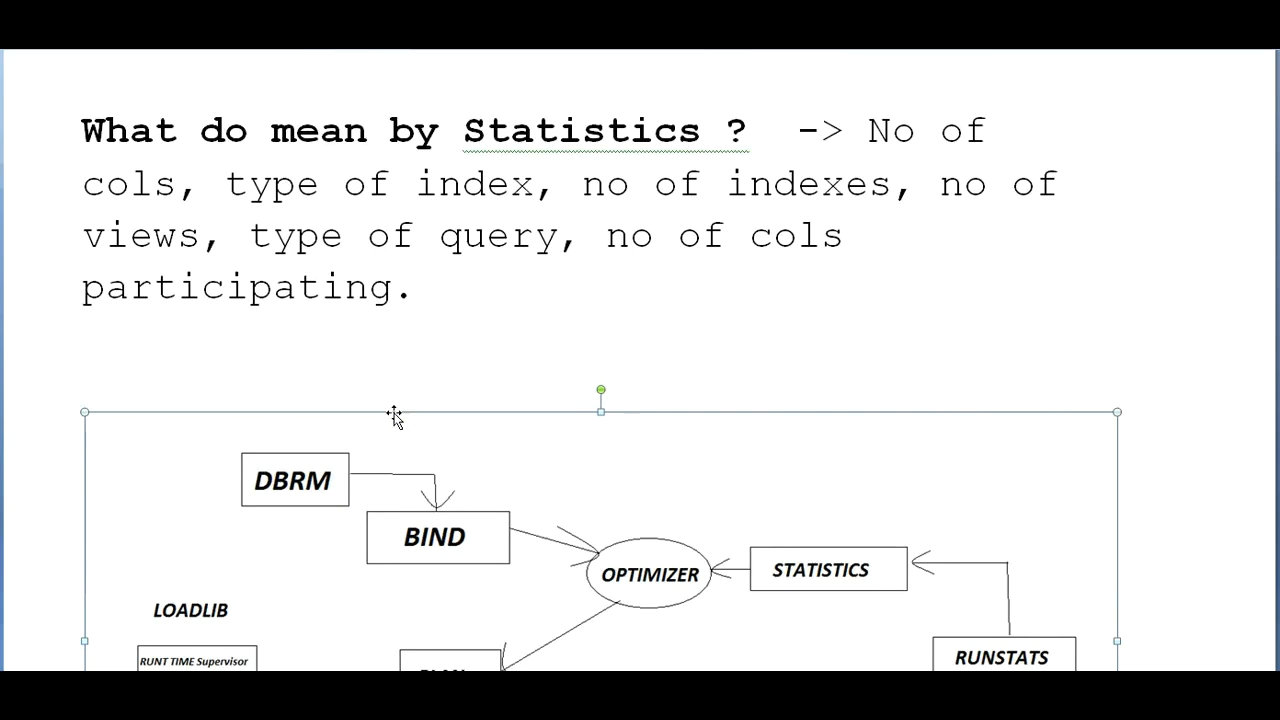 What do mean by Statistics ? -> No of
cols, type of index, no of indexes, no of
views, type of query, no of cols
participating.
DBRM
BIND
OPTIMIZER
STATISTICS
LOADLIB
RUNT TIME Supervisor
RUNSTATS